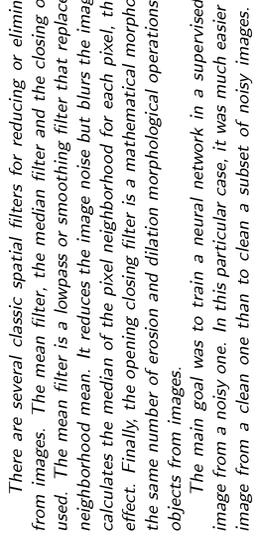 There are several classic spatial filters for reducing or elimin
from images. The mean filter, the median filter and the closing o
used. The mean filter is a lowpass or smoothing filter that replace
neighborhood mean. It reduces the image noise but blurs the imag
calculates the median of the pixel neighborhood for each pixel, th
effect. Finally, the opening closing filter is a mathematical morpho
the same number of erosion and dilation morphological operations
objects from images.
The main goal was to train a neural network in a supervised
image from a noisy one. In this particular case, it was much easier
image from a clean one than to clean a subset of noisy images.